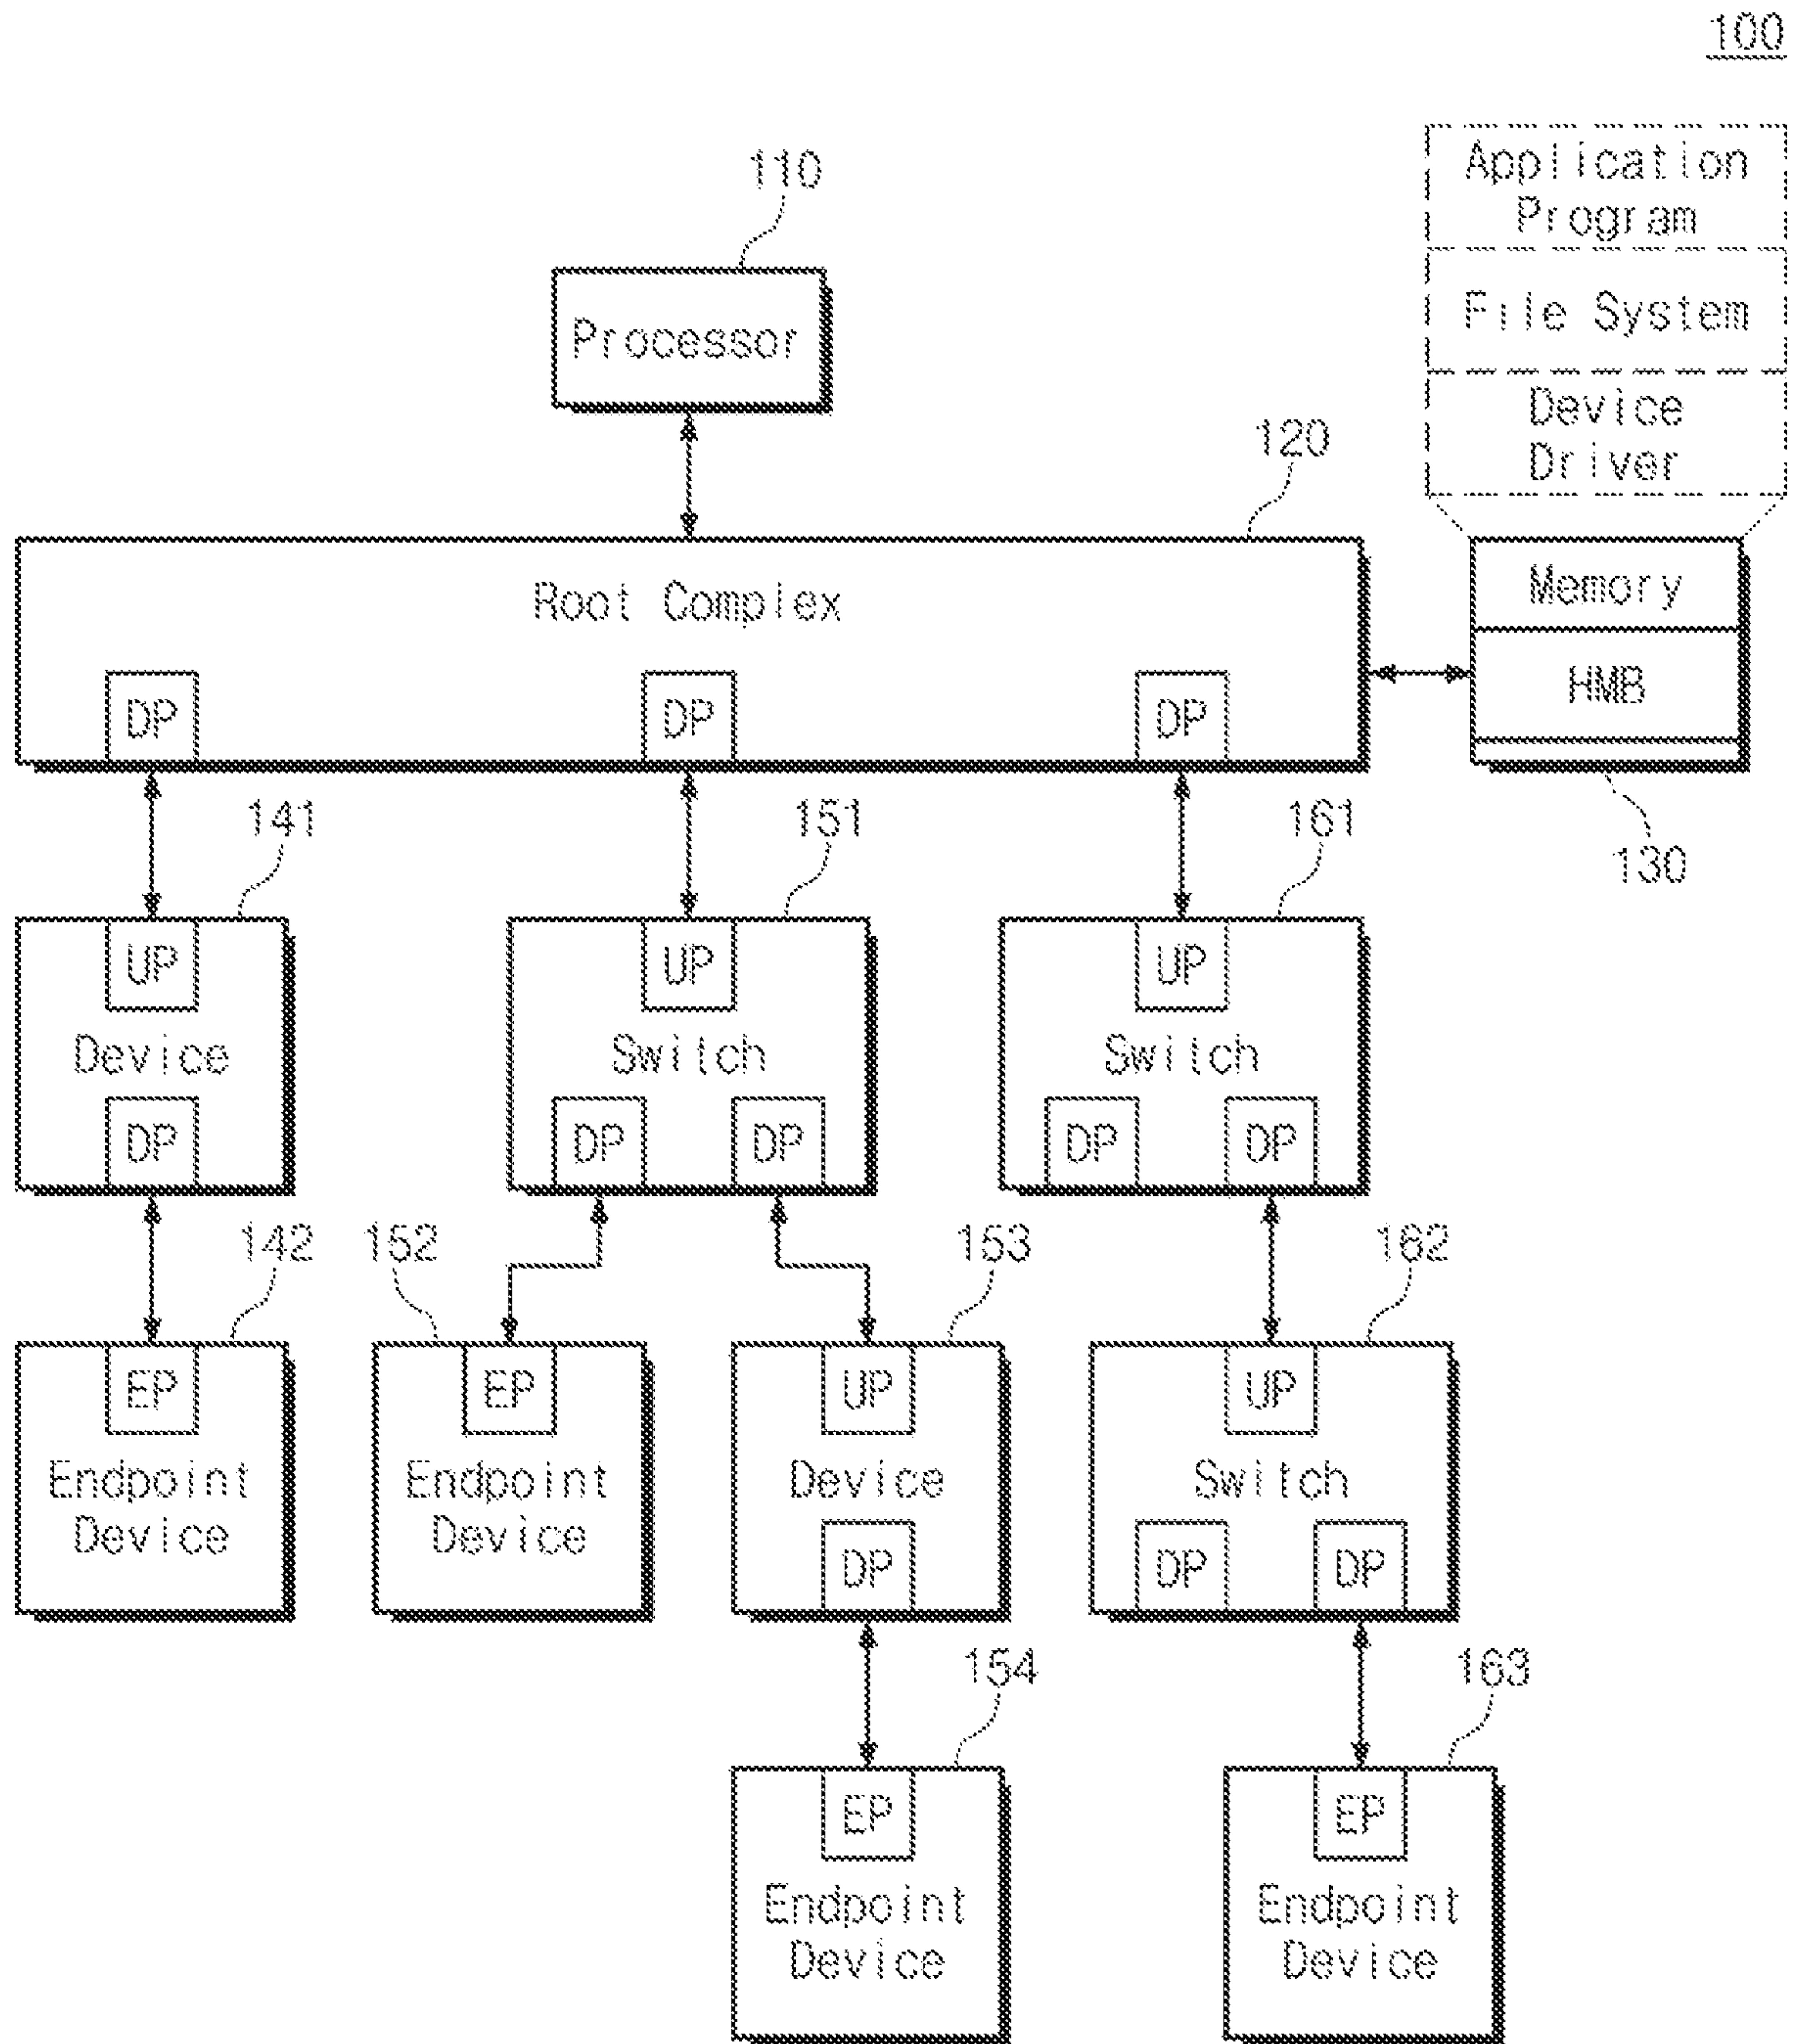 100
Application
Program
File System
Device
Driver
110
Processor
120
Root Complex
DP
DP
DP
Memory
HMB
130
141
151
161
UP
Device
DP
UP
Switch
DP
DP
UP
Switch
DP
DP
142
152
153
162
EP
Endpoint
Device
EP
Endpoint
Device
UP
Device
DP
UP
Switch
DP
DP
154
163
EP
Endpoint
Device
EP
Endpoint
Device